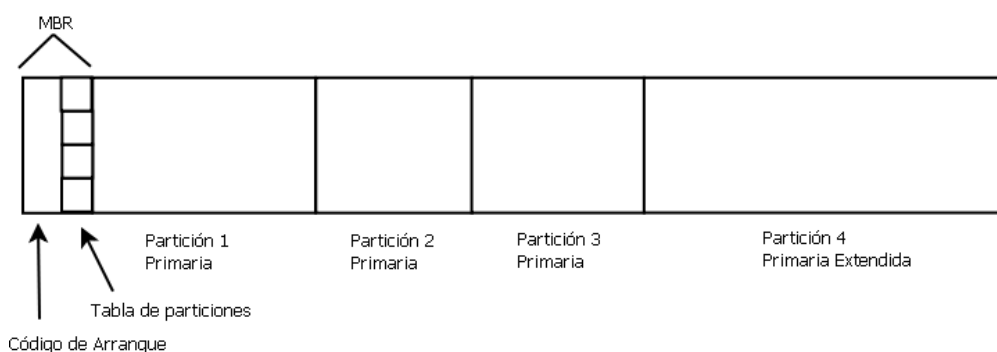 MBR
Partición 1
Primaria
Partición 2
Primaria
Partición 3
Primaria
Partición 4
Primaria Extendida
Tabla de particiones
Código de Arranque